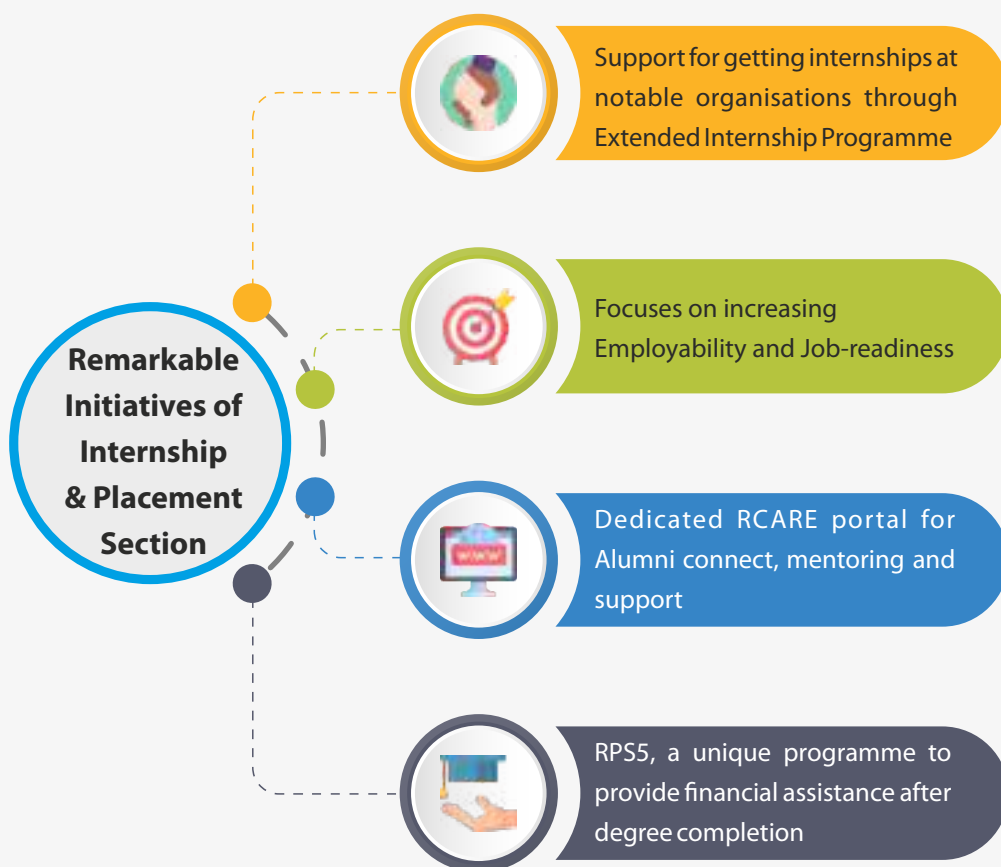 Support for getting internships at
notable organisations through
Extended Internship Programme
Focuses on increasing
Employability and Job-readiness
Remarkable
Initiatives of
Internship
& Placement
Section
Dedicated RCARE portal for
Alumni connect, mentoring and
support
WWW
RPS5, a unique programme to
provide financial assistance after
degree completion